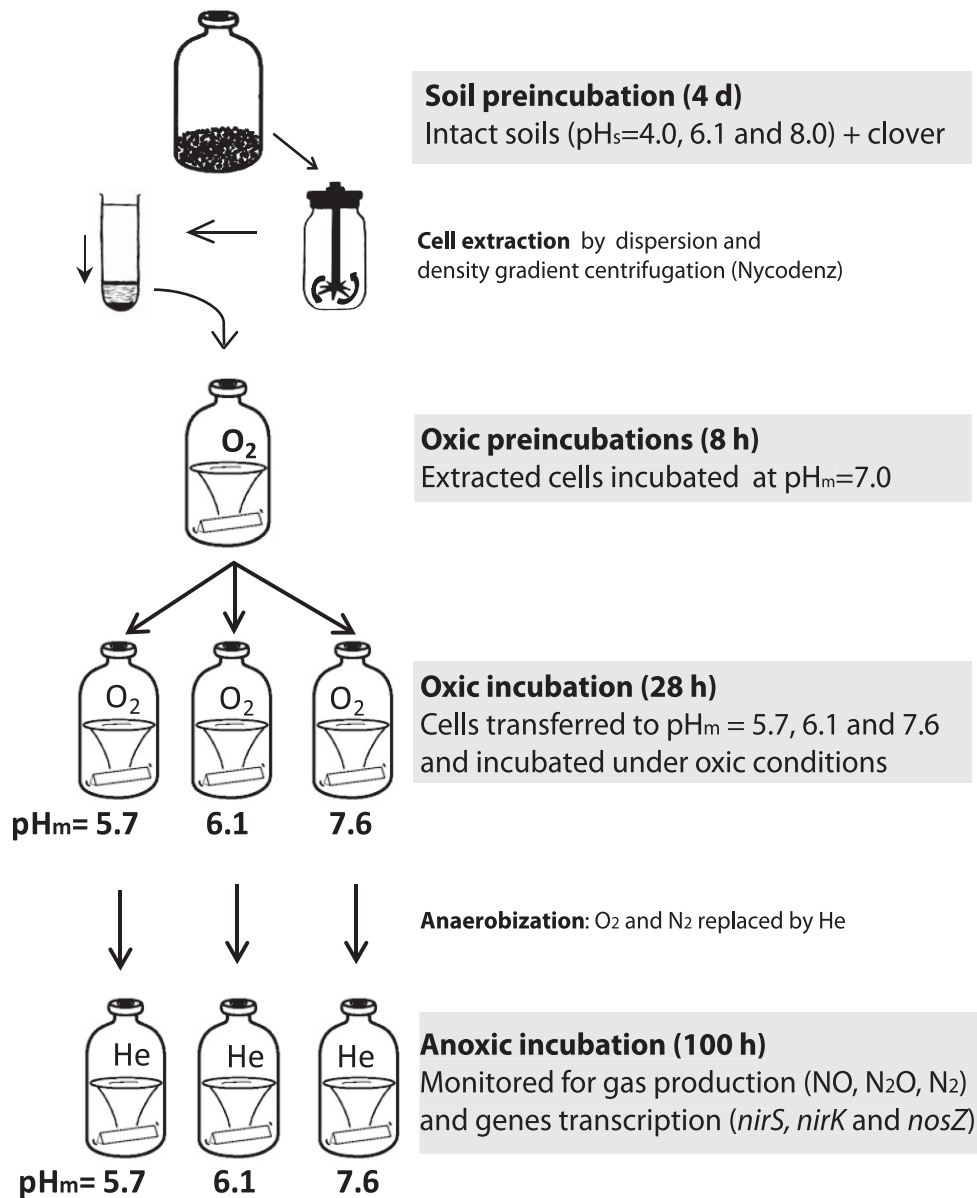 Soil preincubation (4 d)
Intact soils (pHs=4.0, 6.1 and 8.0) + clover
Cell extraction by dispersion and
density gradient centrifugation (Nycodenz)
O2
Oxic preincubations (8 h)
Extracted cells incubated at pHm=7.0
O2 O2 O2
Oxic incubation (28 h)
Cells transferred to pHm = 5.7, 6.1 and 7.6
and incubated under oxic conditions
pHm= 5.7 6.1 7.6
Anaerobization: O2 and N2 replaced by He
He He He
Anoxic incubation (100 h)
Monitored for gas production (NO, N2O, N2)
and genes transcription (nirS, nirK and nosZ)
pHm= 5.7 6.1 7.6